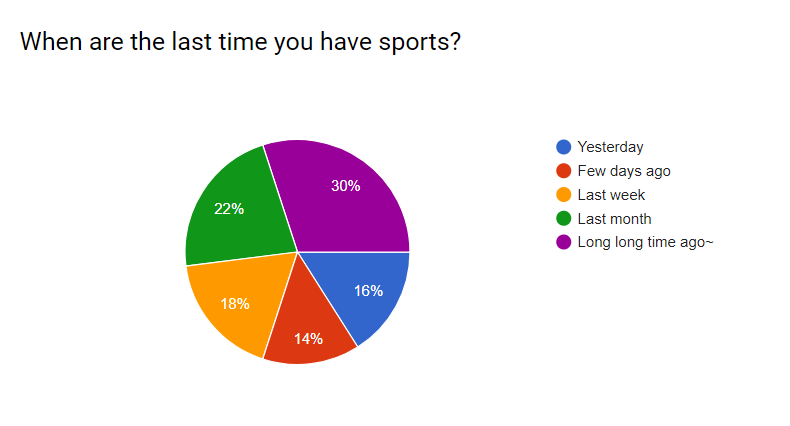 When are the last time you have sports?
Yesterday
Few days ago
Last week
Last month
Long long time ago~
30%
22%
16%
18%
14%